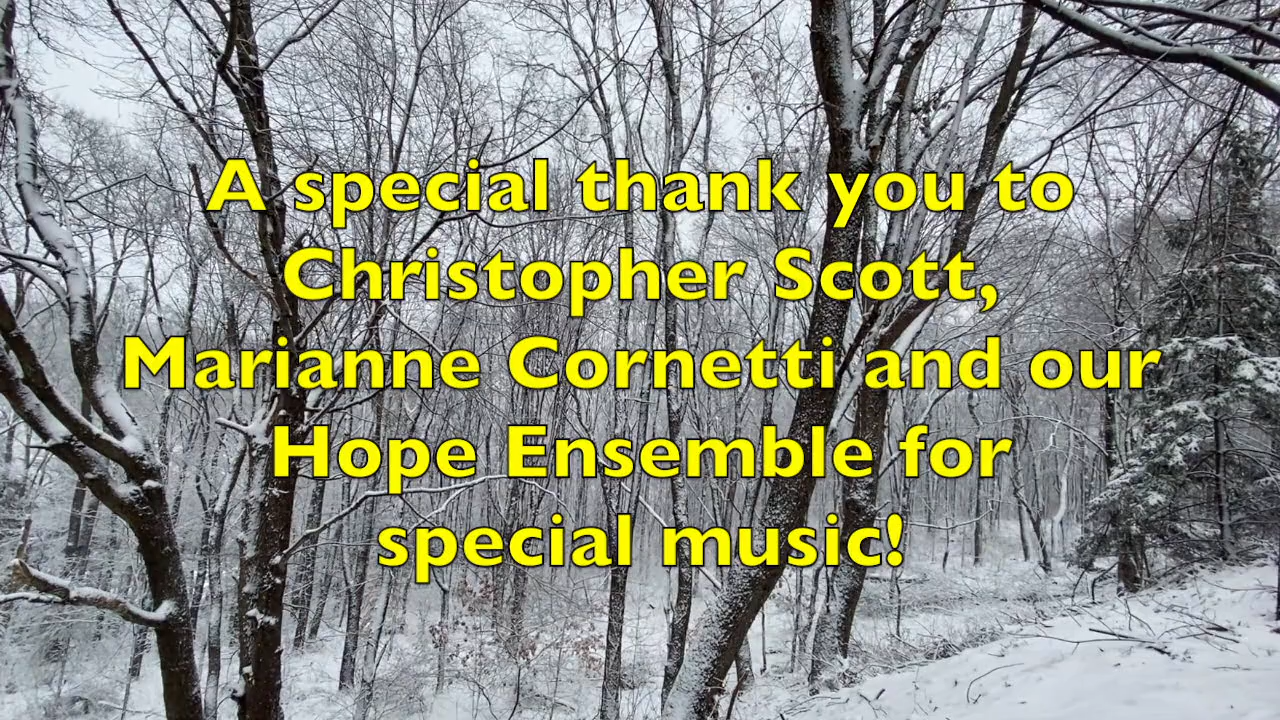 A special thank you to
Christopher Scott,
Marianne Cornetti and our
Hope Ensemble for
special music!